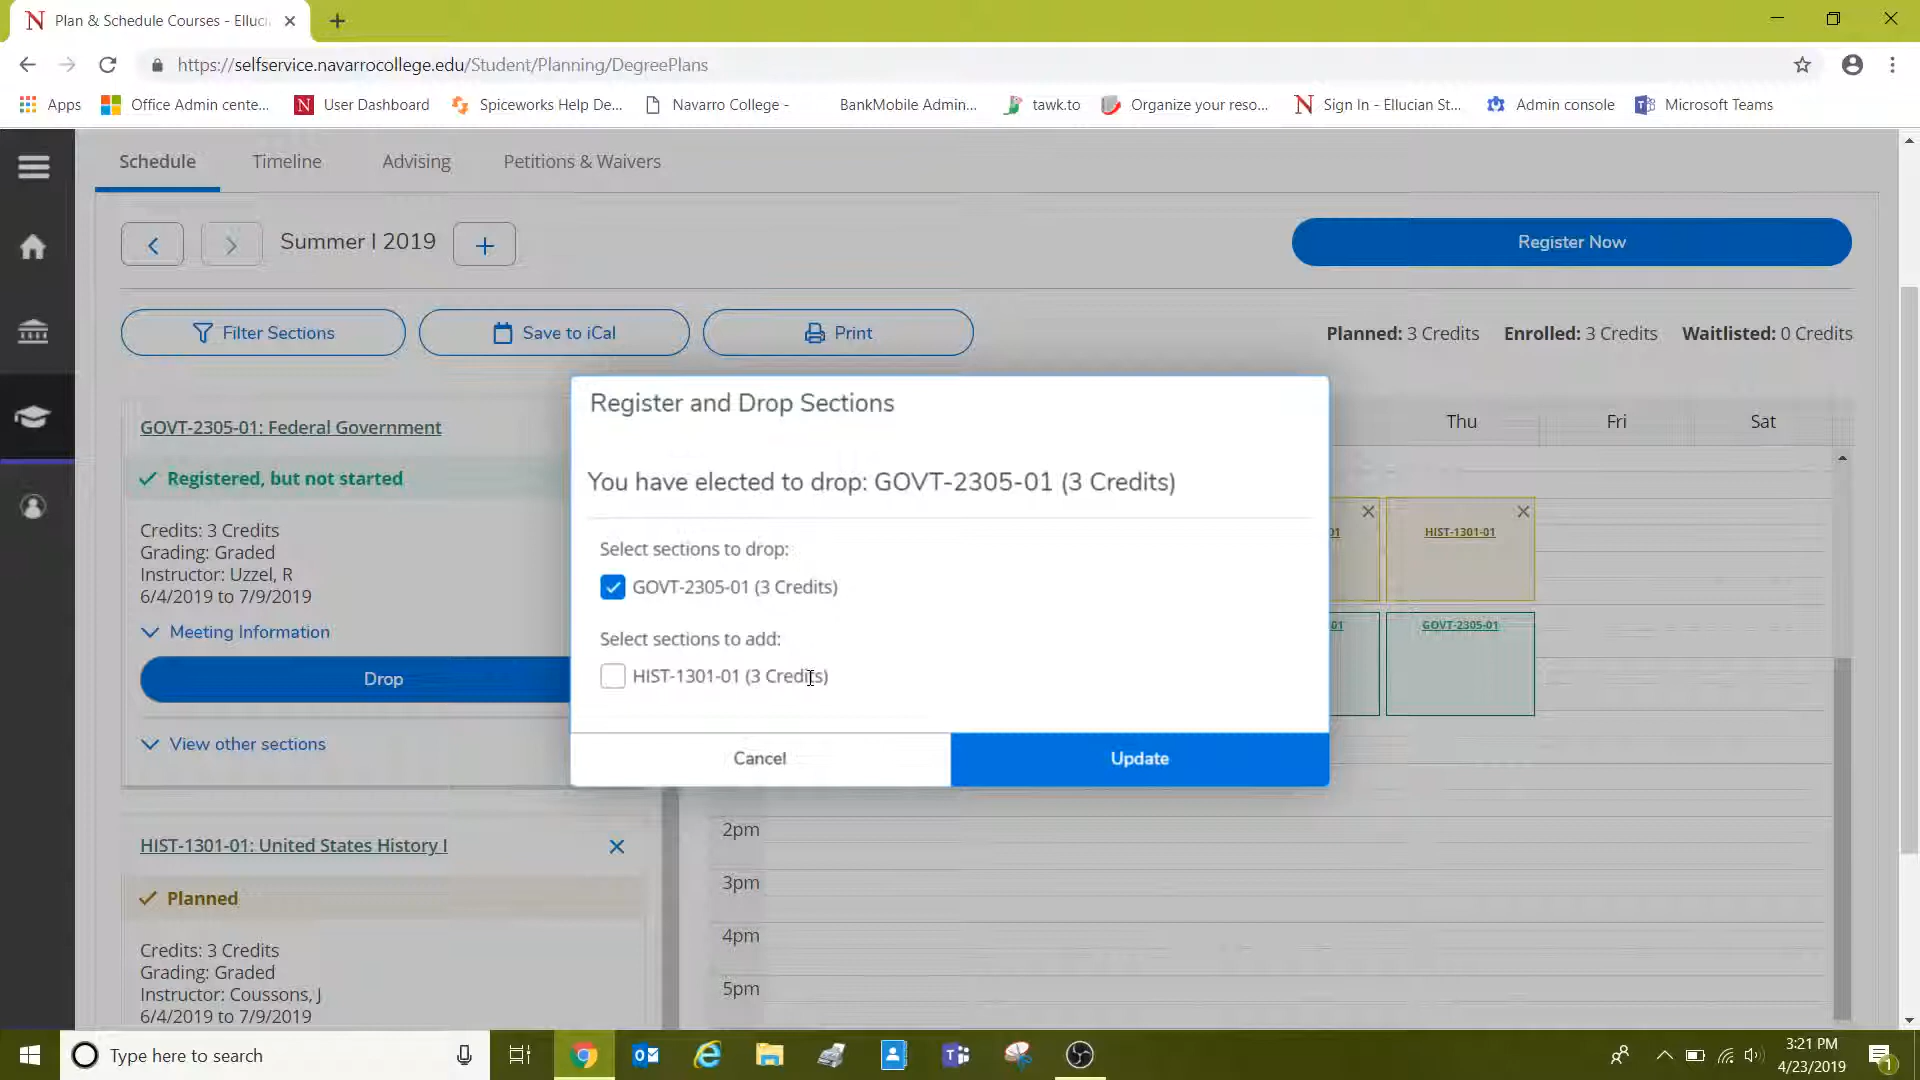 Plan & Schedule Courses - Elluci
https://selfservice.navarrocollege.edu/Student/Planning/DegreePlans
Apps
Office Admin cente...
User Dashboard
Spiceworks Help De...
Navarro College -
BankMobile Admin...
tawk.to
Organize your reso...
Sign In - Ellucian St...
Admin console
Microsoft Teams
Schedule
Timeline
Advising
Petitions & Waivers
Summer I 2019
Register Now
Filter Sections
Save to iCal
Print
Planned: 3 Credits
Enrolled: 3 Credits
Waitlisted: 0 Credits
GOVT-2305-01: Federal Government
Registered, but not started
Credits: 3 Credits
Grading: Graded
Instructor: Uzzel, R
6/4/2019 to 7/9/2019
Meeting Information
Drop
View other sections
HIST-1301-01: United States History I
Planned
Credits: 3 Credits
Grading: Graded
Instructor: Coussons, J
6/4/2019 to 7/9/2019
Register and Drop Sections
You have elected to drop: GOVT-2305-01 (3 Credits)
Select sections to drop:
GOVT-2305-01 (3 Credits)
Select sections to add:
HIST-1301-01 (3 Credits)
Cancel
Update
Thu
Fri
Sat
01
HIST-1301-01
01
GOVT-2305-01
2pm
3pm
4pm
5pm
Type here to search
3:21 PM
4/23/2019
1